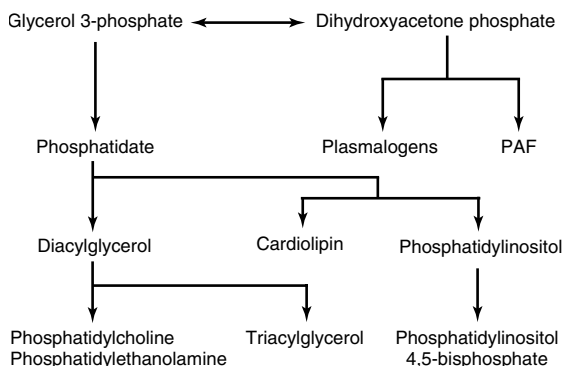 Glycerol 3-phosphate
Dihydroxyacetone phosphate
Phosphatidate
Plasmalogens
PAF
Diacylglycerol
Cardiolipin
Phosphatidylinositol
Phosphatidylcholine
Phosphatidylethanolamine
Triacylglycerol
Phosphatidylinositol
4,5-bisphosphate